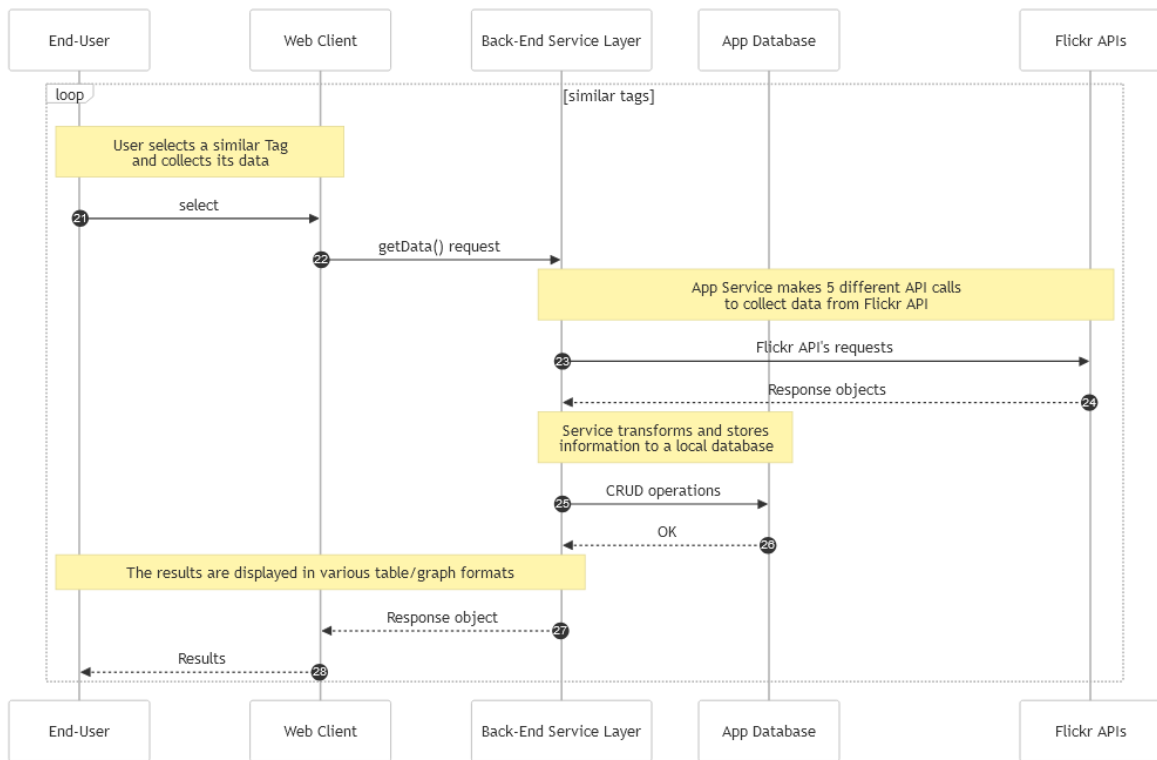 End-User
Web Client
Back-End Service Layer
App Database
Flickr APIs
loop
[similar tags]
User selects a similar Tag
and collects its data
21
select
22
getData() request
App Service makes 5 different API calls
to collect data from Flickr API
23
Flickr API's requests
Response objects
24
Service transforms and stores
information to a local database
25
CRUD operations
OK
26
The results are displayed in various table/graph formats
Response object
27
Results
28
End-User
Web Client
Back-End Service Layer
App Database
Flickr APIs